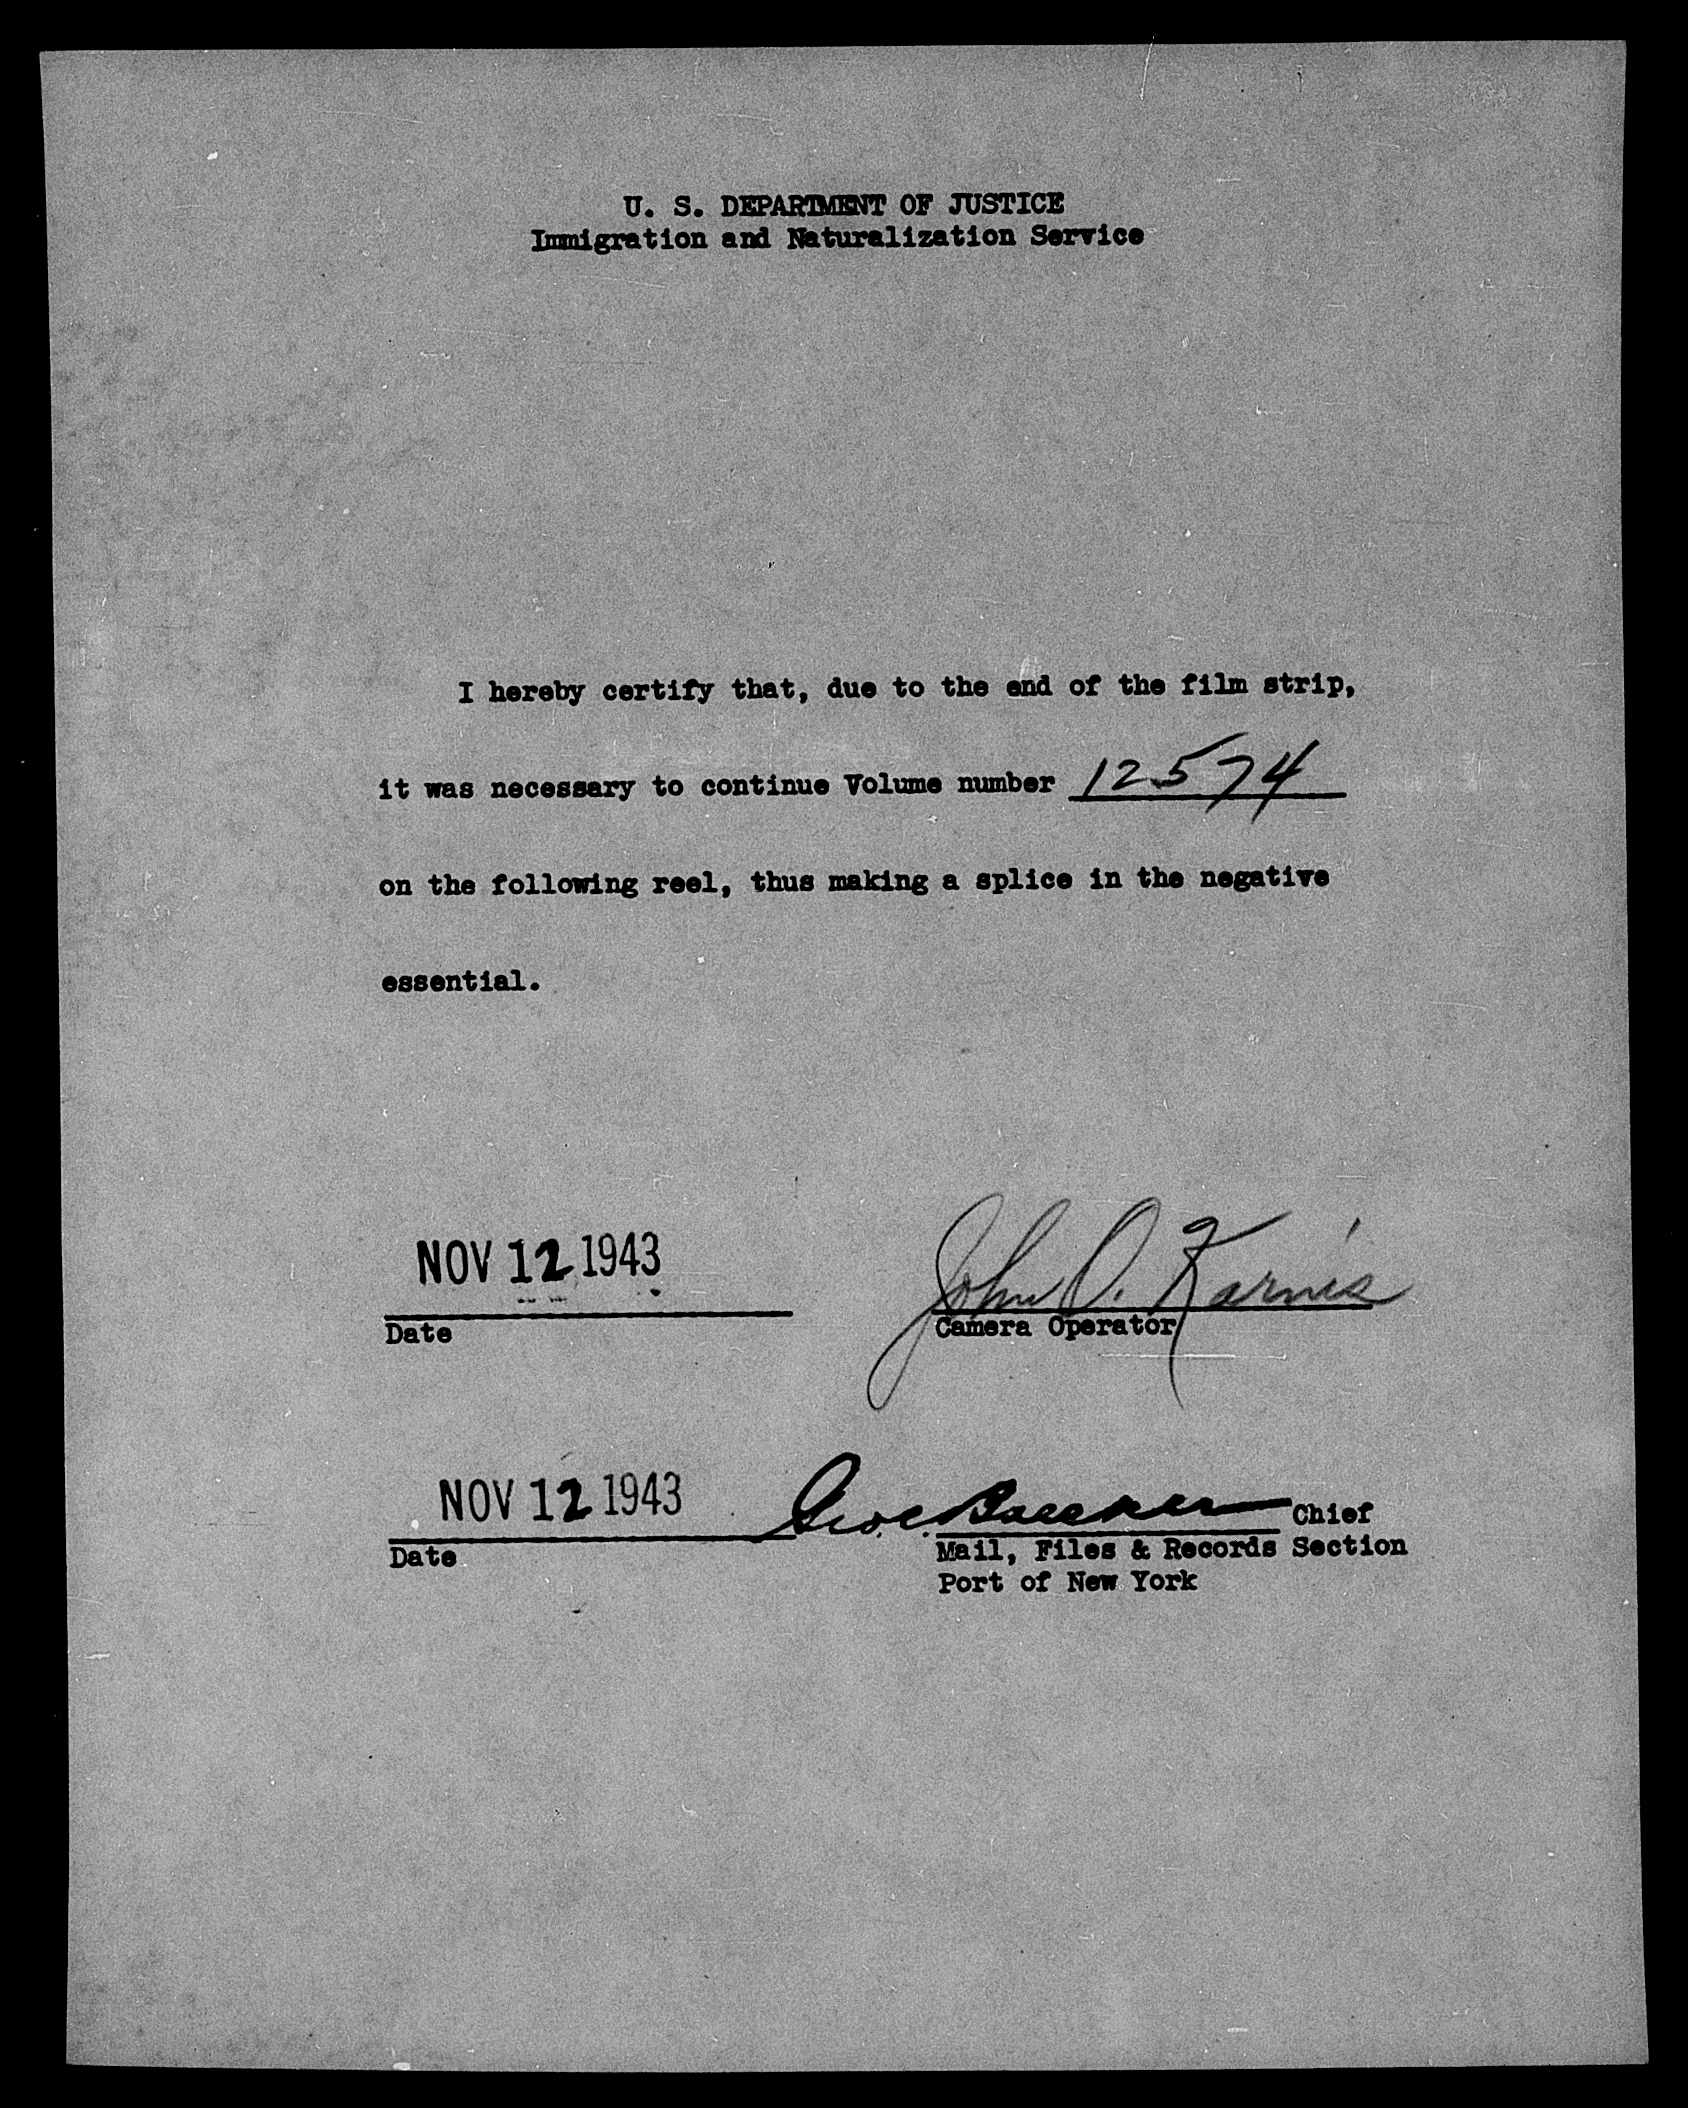 U. S. DEPARTMENT OF JUSTICE
Immigration and Naturalization Service
I hereby certify that, due to the end of the film strip,
it was necessary to continue Volume number 12574
on the following reel, thus making a splice in the negative
essential.
NOV 12 1943
John O. Karnis
Date
Camera Operator
NOV 12 1943
Chief
Date
Mail, Files & Records Section
Port of New York